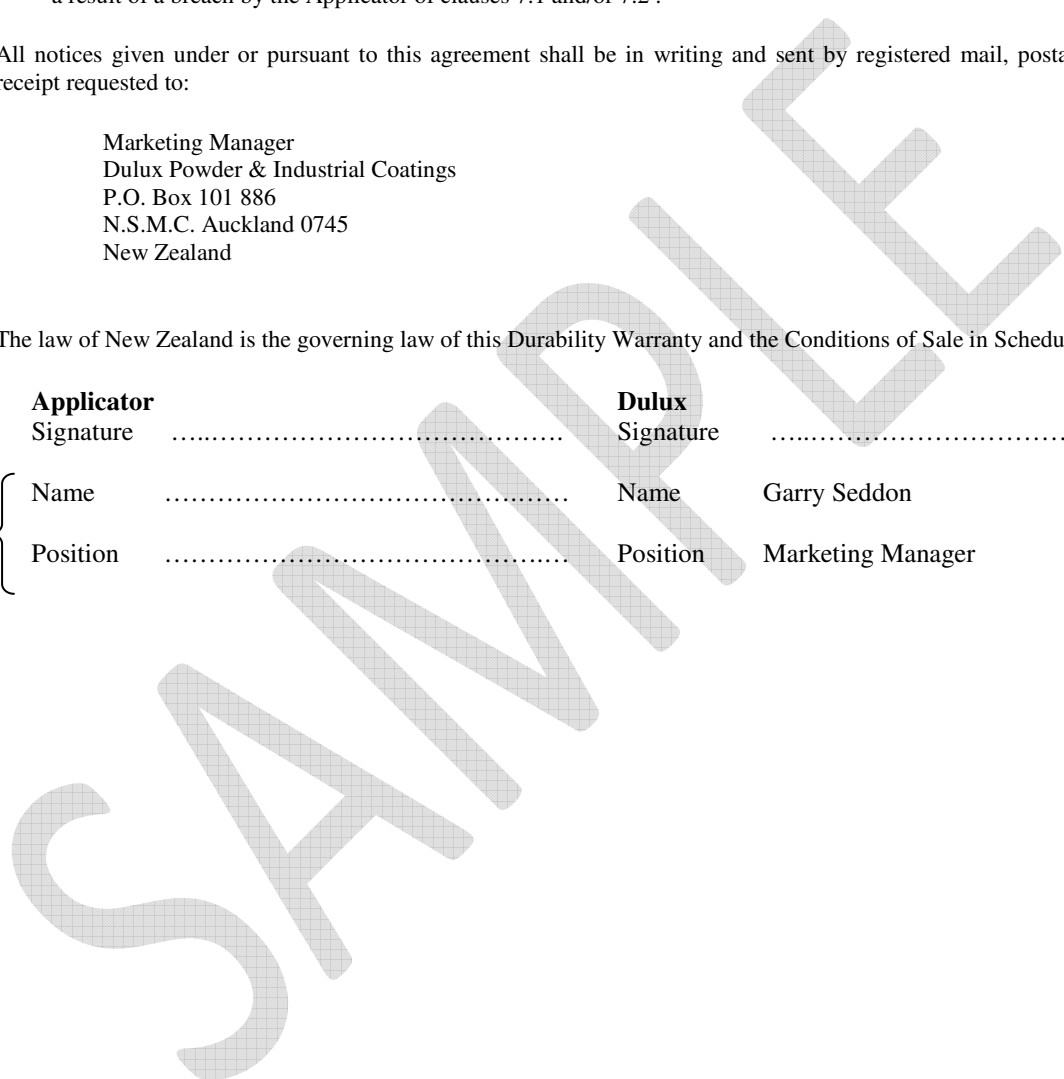 a result of a breach by the Applicator of clauses 7.1 and/or 7.2 .
All notices given under or pursuant to this agreement shall be in writing and sent by registered mail,
receipt requested to:
Marketing Manager
Dulux Powder & Industrial Coatings
P.O. Box 101 886
N.S.M.C. Auckland 0745
New Zealand
The law of New Zealand is the governing law of this Durability Warranty and the Conditions of Sale in
Applicator Dulux
Signature …..…………………………………. Signature …..………………………….
Name …………………………………….…… Name Garry Seddon
Position …………………………………….…… Position Marketing Manager
SAMPLE